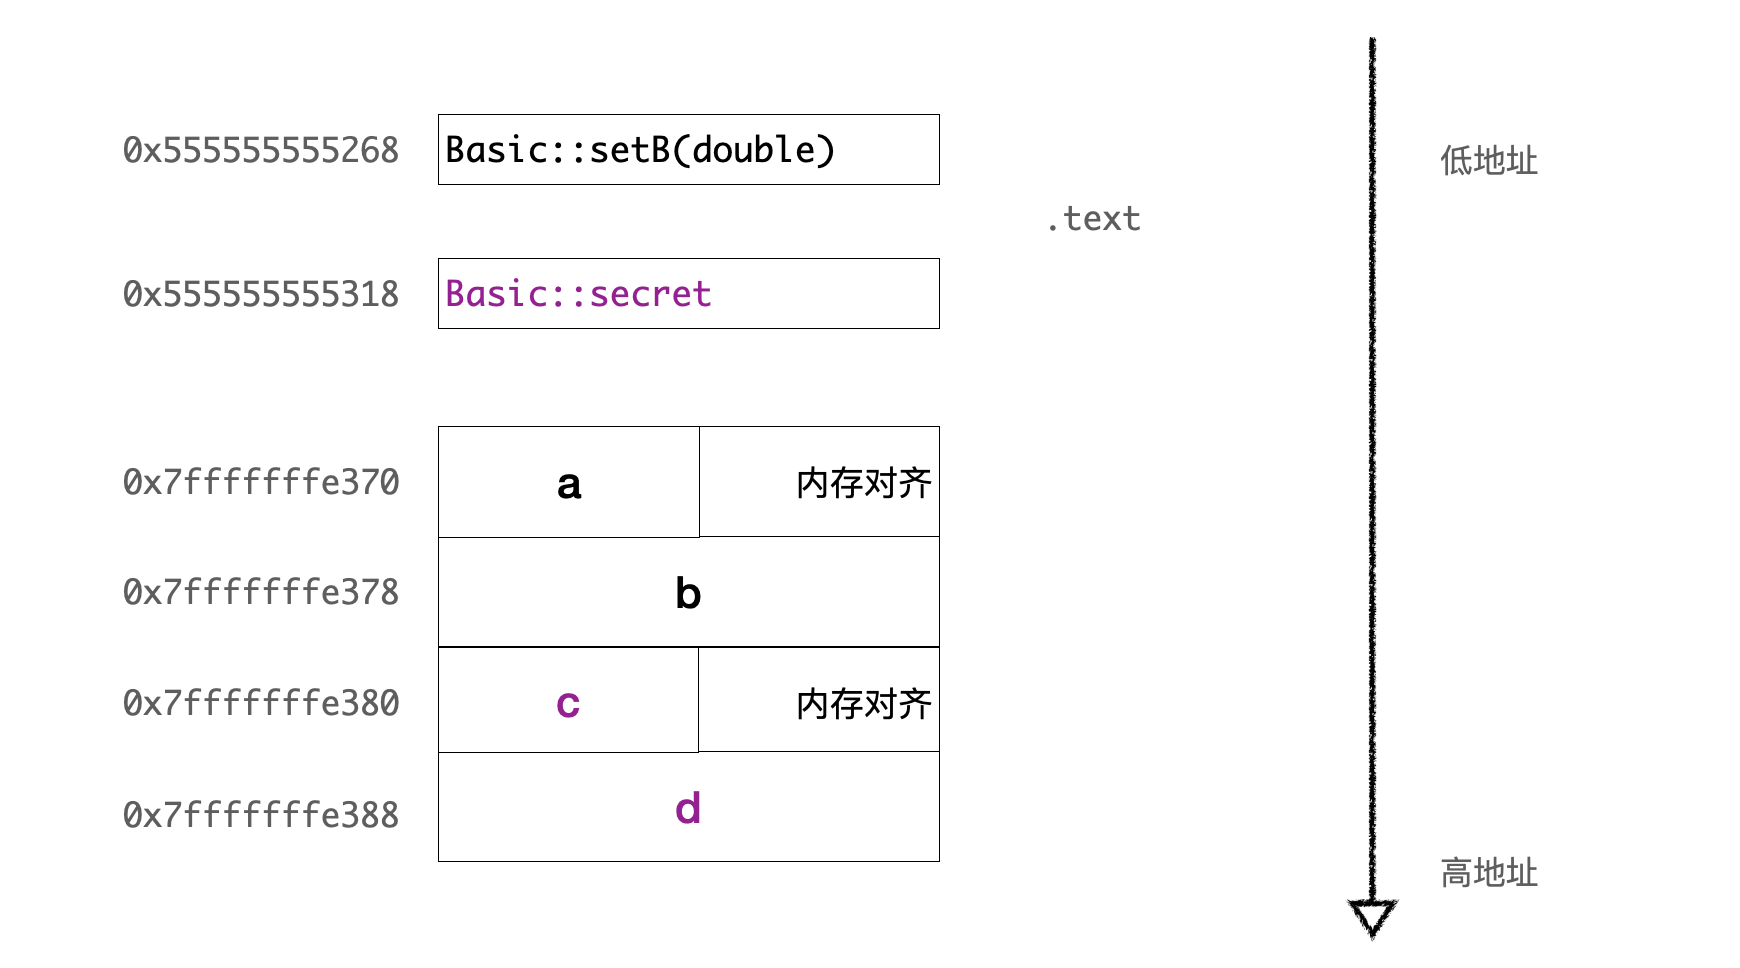 0x555555555268 Basic::setB(double)
低地址
.text
0x555555555318 Basic::secret
0x7fffffffe370 a 内存对齐
0x7fffffffe378 b
0x7fffffffe380 c 内存对齐
0x7fffffffe388 d
高地址